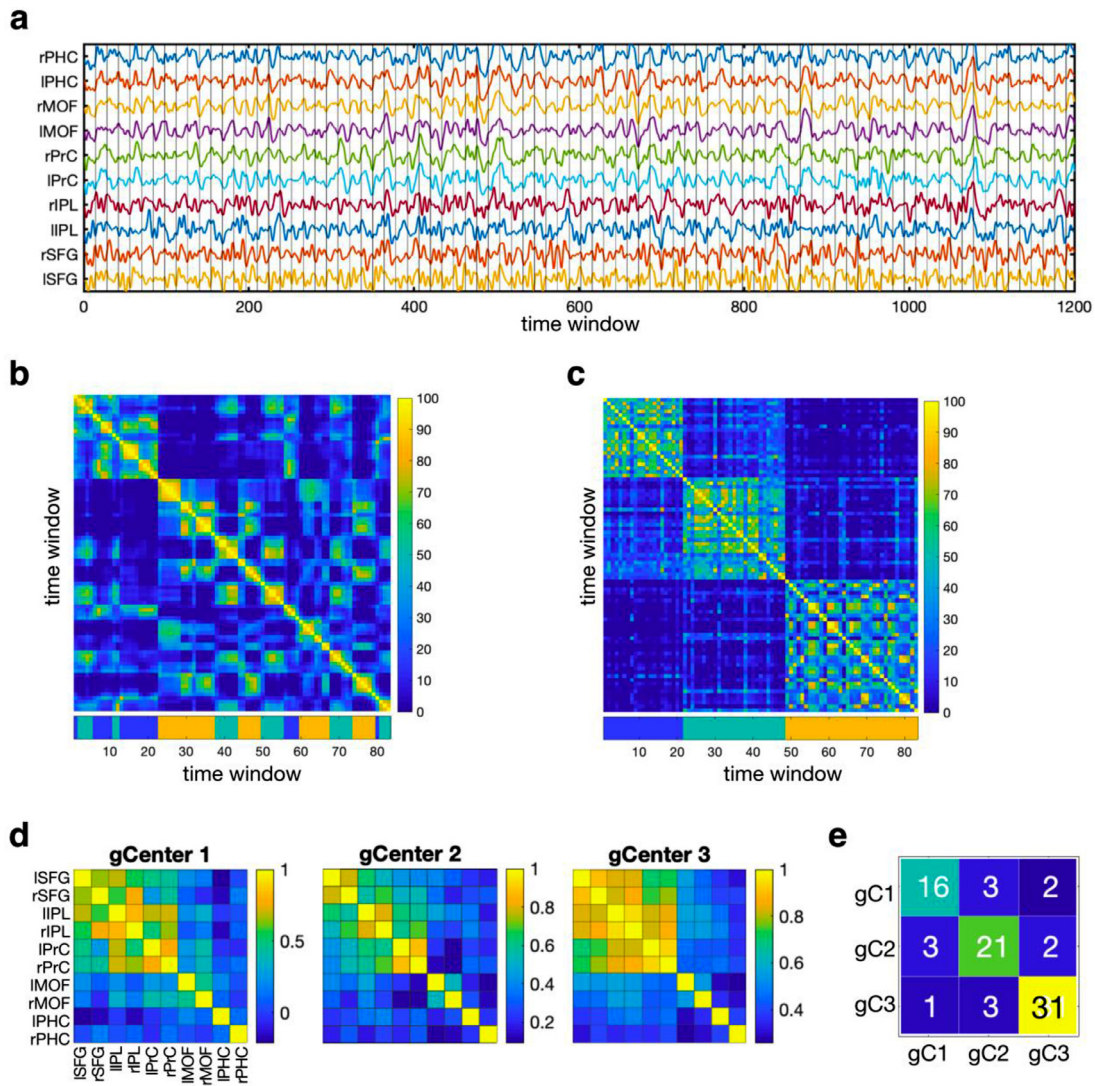 a
rPHC
lPHC
rMOF
lMOF
rPrC
lPrC
rIPL
lIPL
rSFG
lSFG
0 200 400 600 800 1000 1200
time window
b
time window
100
90
80
70
60
50
40
30
20
10
0
10 20 30 40 50 60 70 80
time window
c
time window
100
90
80
70
60
50
40
30
20
10
0
10 20 30 40 50 60 70 80
time window
d
gCenter 1
lSFG
rSFG
lIPL
rIPL
lPrC
rPrC
lMOF
rMOF
lPHC
rPHC
lSFG rSFG lIPL rIPL lPrC rPrC lMOF rMOF lPHC rPHC
1
0.5
0
gCenter 2
1
0.8
0.6
0.4
0.2
gCenter 3
1
0.8
0.6
0.4
e
gC1 16 3 2
gC2 3 21 2
gC3 1 3 31
gC1 gC2 gC3